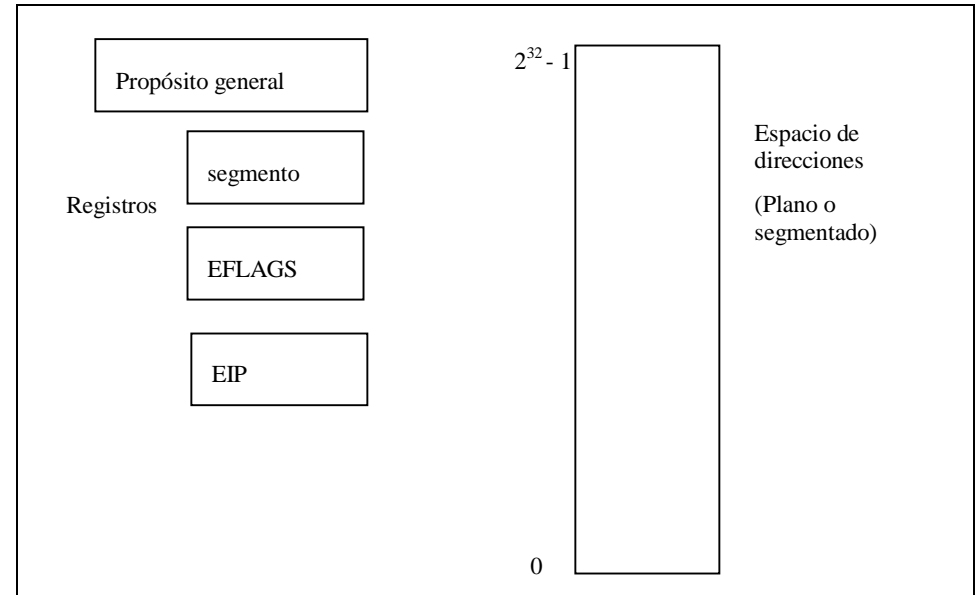 Propósito general
segmento
Registros
EFLAGS
EIP
2³² - 1
Espacio de
direcciones
(Plano o
segmentado)
0